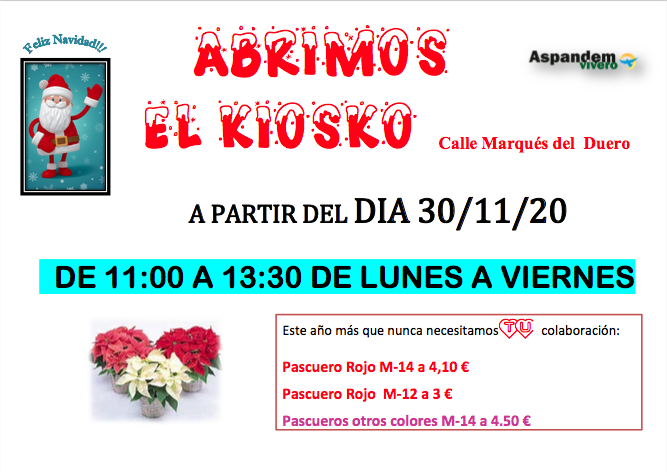 Feliz Navidad!!!
ABRIMOS
Aspandem
vivero
EL KIOSKO
Calle Marqués del Duero
A PARTIR DEL DIA 30/11/20
DE 11:00 A 13:30 DE LUNES A VIERNES
Este año más que nunca necesitamos TU colaboración:
Pascuero Rojo M-14 a 4,10 €
Pascuero Rojo M-12 a 3 €
Pascueros otros colores M-14 a 4.50 €